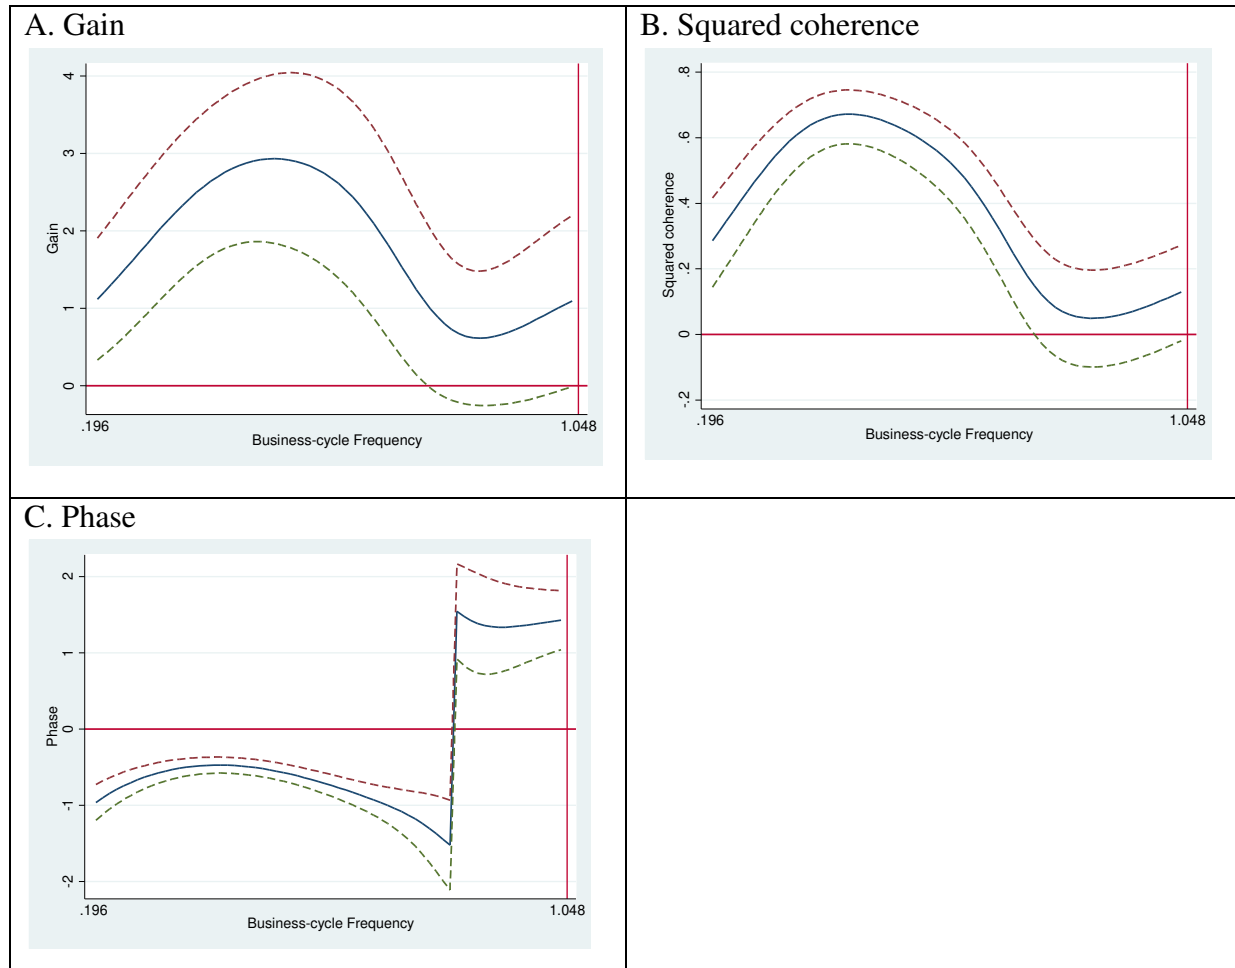 A. Gain
4
3
2
1
0
Gain
.196
1.048
Business-cycle Frequency
B. Squared coherence
.8
.6
.4
.2
0
-.2
Squared coherence
.196
1.048
Business-cycle Frequency
C. Phase
2
1
0
-1
-2
Phase
.196
1.048
Business-cycle Frequency